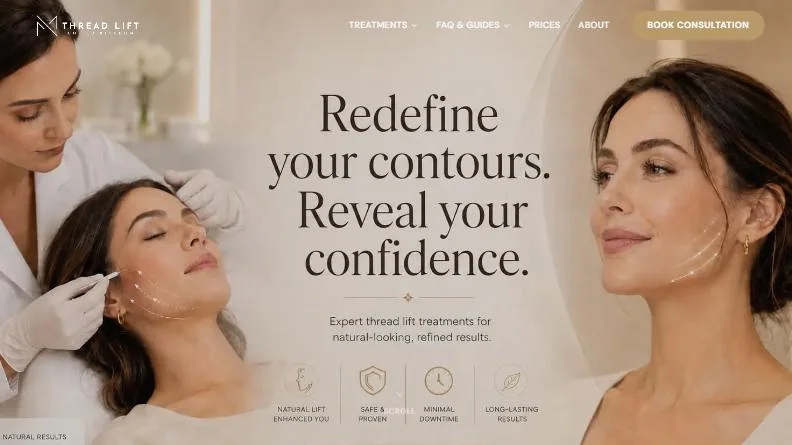 THREAD LIFT
TREATMENTS
FAQ & GUIDES
PRICES
ABOUT
BOOK CONSULTATION
Redefine
your contours.
Reveal your
confidence.
Expert thread lift treatments for
natural-looking, refined results.
NATURAL LIFT
ENHANCED YOU
SAFE &
PROVEN
SCROLL
MINIMAL
DOWNTIME
LONG-LASTING
RESULTS
NATURAL RESULTS